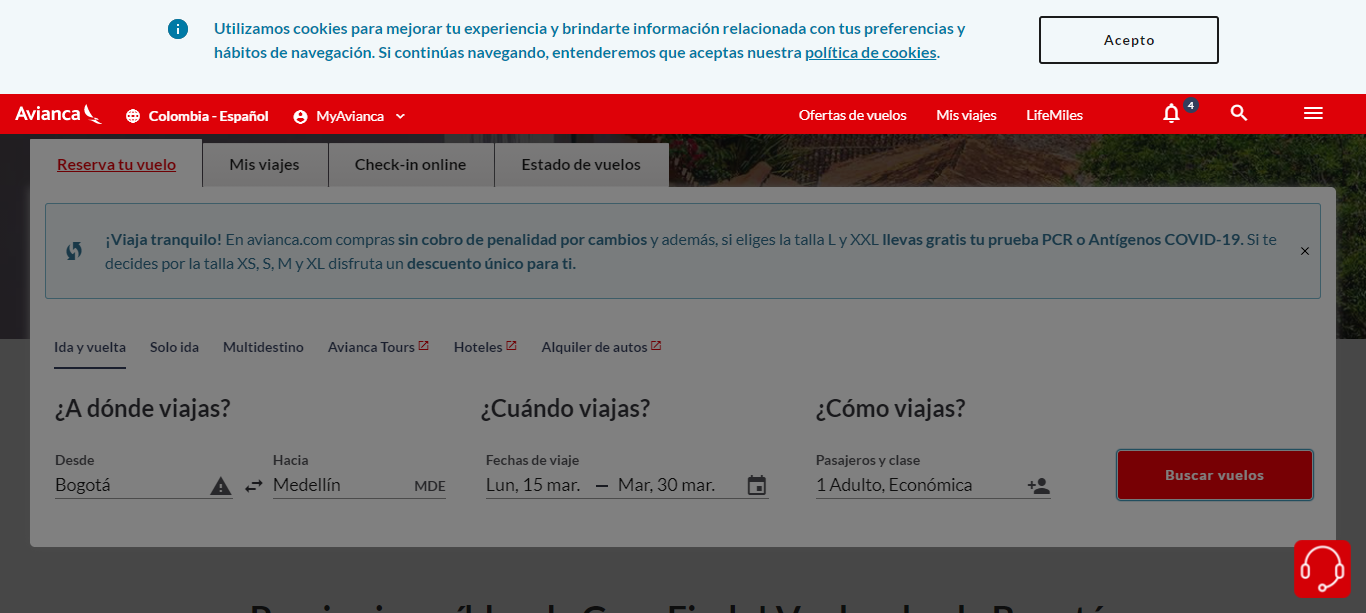 Utilizamos cookies para mejorar tu experiencia y brindarte información relacionada con tus preferencias y
hábitos de navegación. Si continúas navegando, entenderemos que aceptas nuestra política de cookies.
Acepto
Avianca
Colombia - Español
MyAvianca
Ofertas de vuelos
Mis viajes
LifeMiles
4
Reserva tu vuelo
Mis viajes
Check-in online
Estado de vuelos
¡Viaja tranquilo! En avianca.com compras sin cobro de penalidad por cambios y además, si eliges la talla L y XXL llevas gratis tu prueba PCR o Antígenos COVID-19. Si te
decides por la talla XS, S, M y XL disfruta un descuento único para ti.
Ida y vuelta
Solo ida
Multidestino
Avianca Tours
Hoteles
Alquiler de autos
¿A dónde viajas?
¿Cuándo viajas?
¿Cómo viajas?
Desde
Hacia
Fechas de viaje
Pasajeros y clase
Bogotá
Medellín
MDE
Lun, 15 mar. — Mar, 30 mar.
1 Adulto, Económica
Buscar vuelos